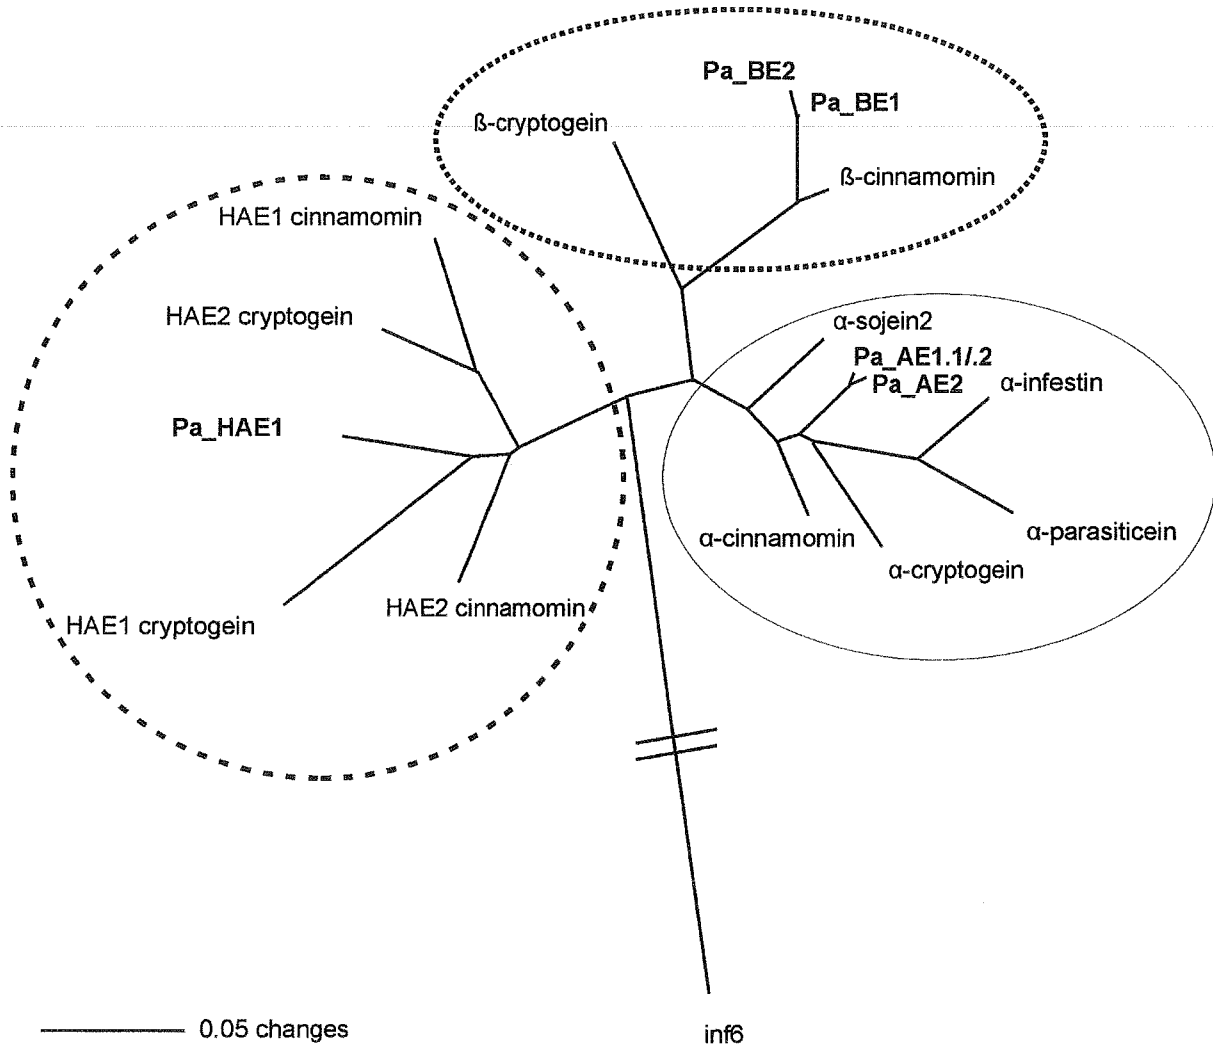 Pa_BE2
Pa_BE1
ß-cryptogein
ß-cinnamomin
HAE1 cinnamomin
HAE2 cryptogein
α-sojein2
Pa_AE1.1/.2
Pa_AE2
α-infestin
Pa_HAE1
α-parasiticein
α-cinnamomin
α-cryptogein
HAE2 cinnamomin
HAE1 cryptogein
0.05 changes
inf6